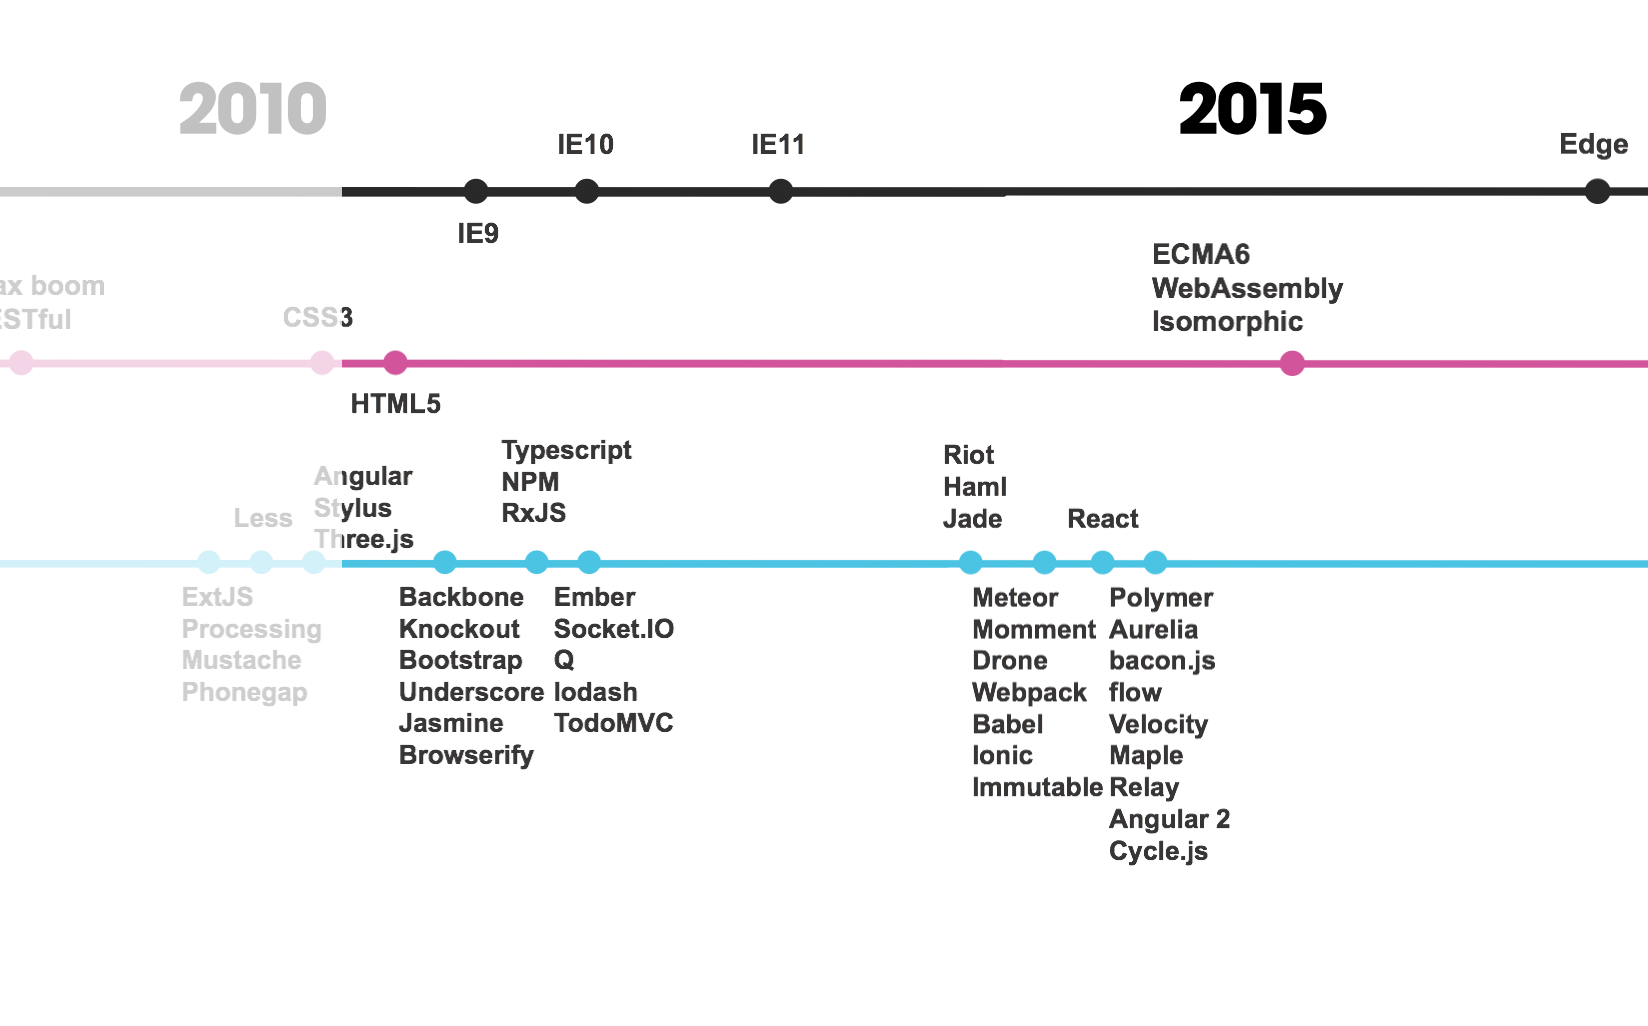 2010
2015
IE10
IE11
Edge
IE9
ax boom
STful
CSS3
ECMA6
WebAssembly
Isomorphic
HTML5
Less
Angular
Stylus
Three.js
Typescript
NPM
RxJS
Riot
Haml
Jade
React
ExtJS
Processing
Mustache
Phonegap
Backbone
Knockout
Bootstrap
Underscore
Jasmine
Browserify
Ember
Socket.IO
Q
lodash
TodoMVC
Meteor
Momment
Drone
Webpack
Babel
Ionic
Immutable
Polymer
Aurelia
bacon.js
flow
Velocity
Maple
Relay
Angular 2
Cycle.js